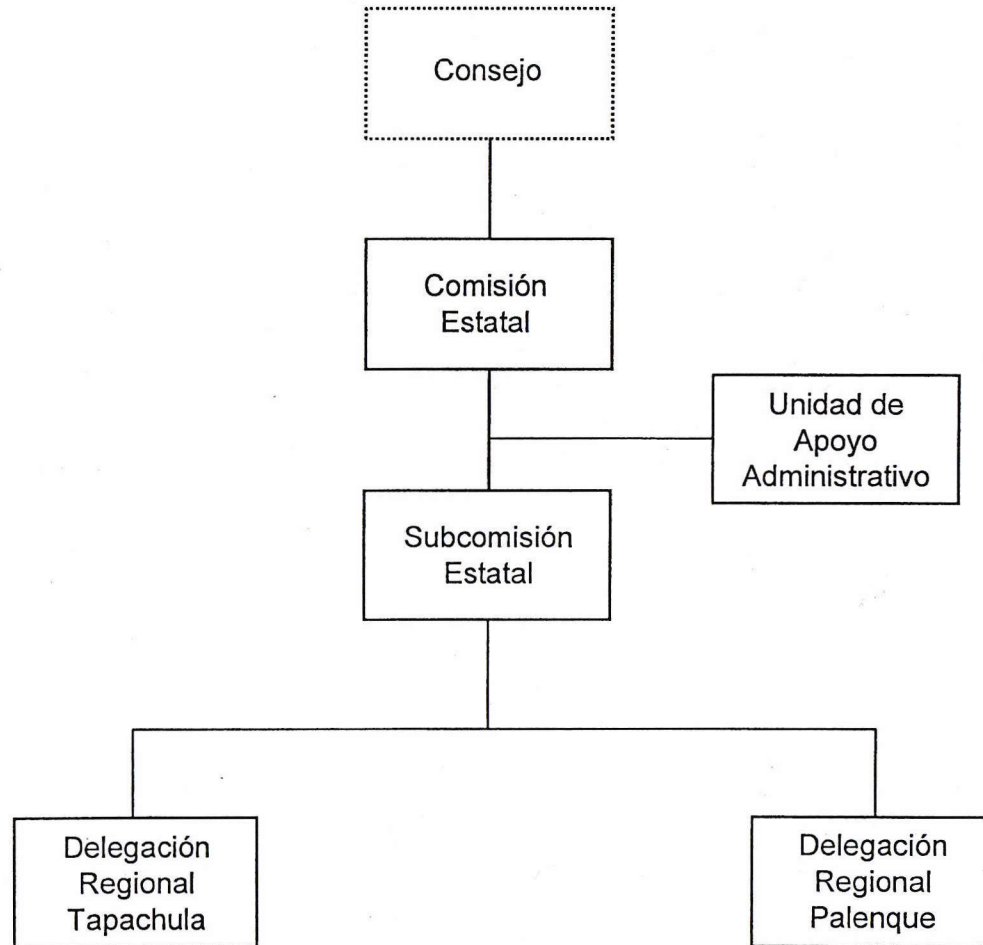 Consejo
Comisión
Estatal
Unidad de
Apoyo
Administrativo
Subcomisión
Estatal
Delegación
Regional
Tapachula
Delegación
Regional
Palenque